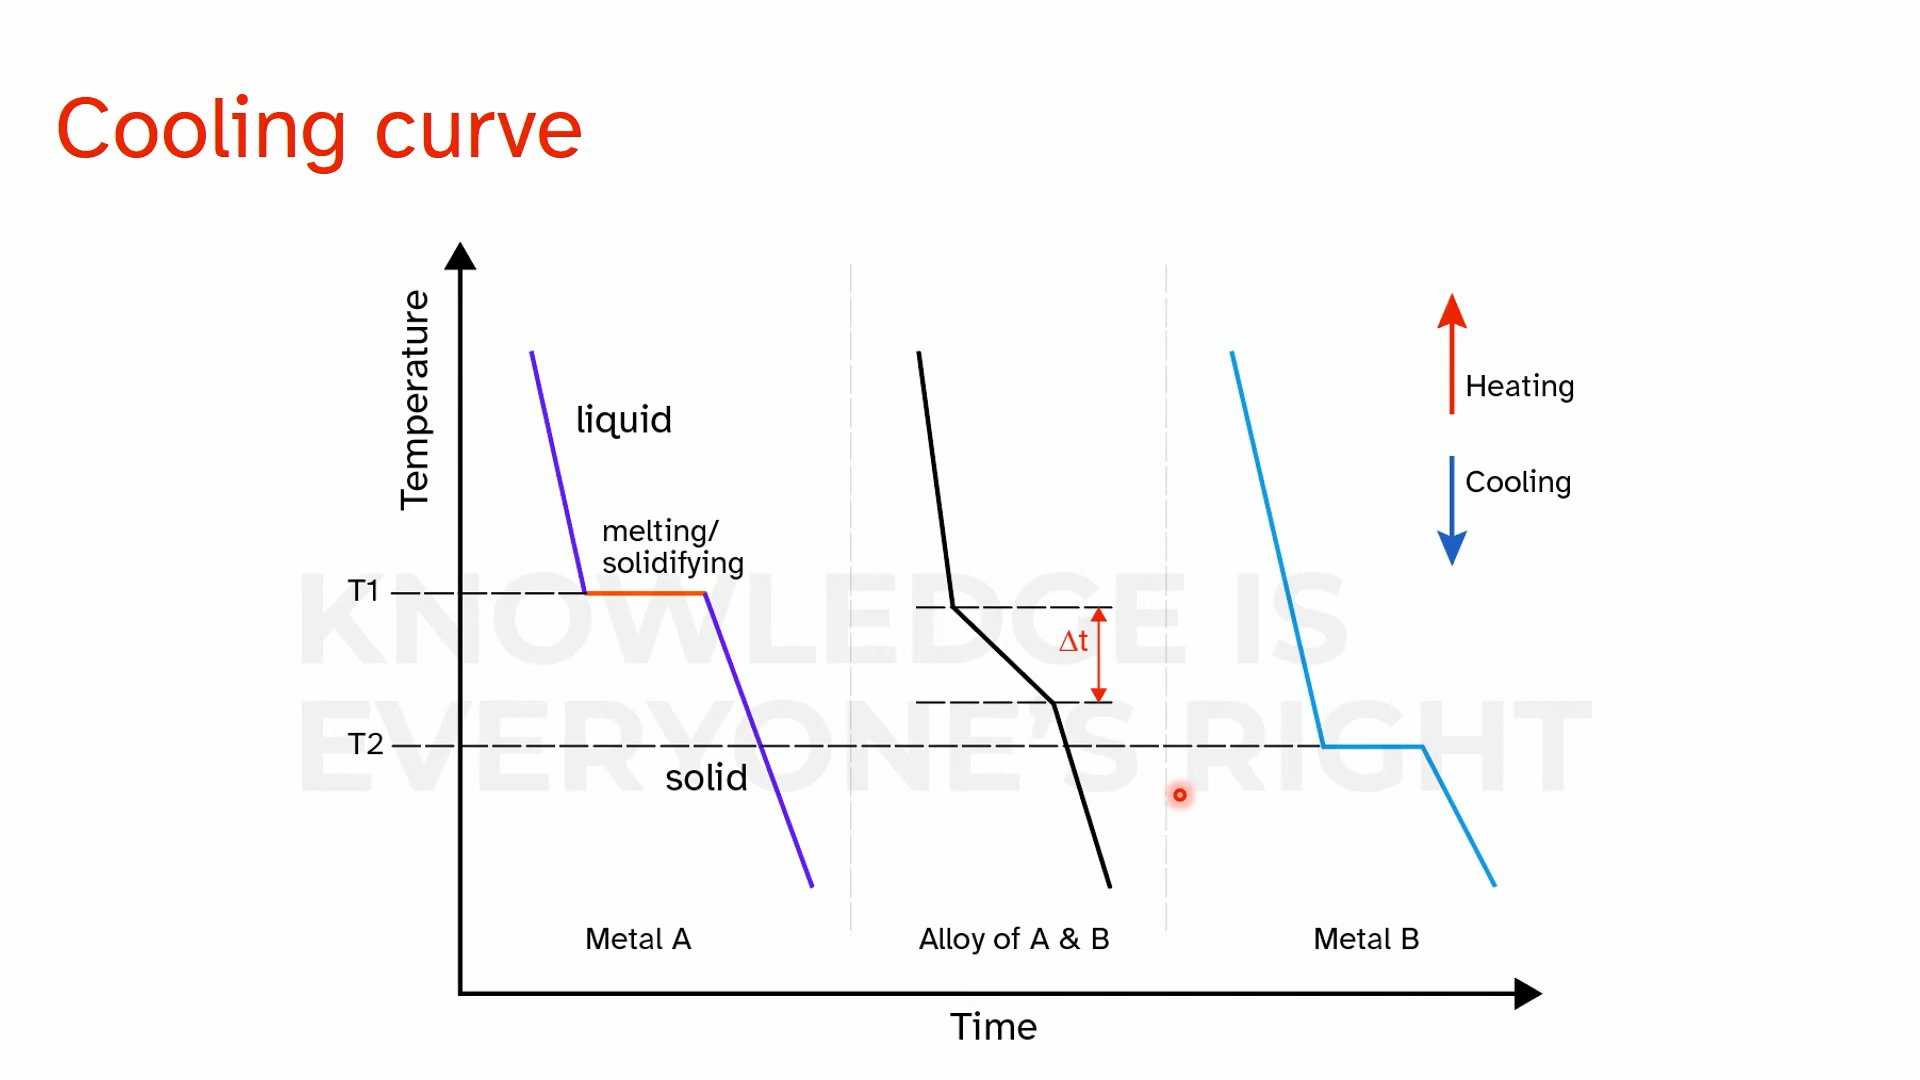 Cooling curve
Temperature
liquid
Heating
Cooling
melting/
solidifying
T1
KNOWLEDGE IS
Δt
EVERYONE'S RIGHT
T2
solid
Metal A
Alloy of A & B
Metal B
Time